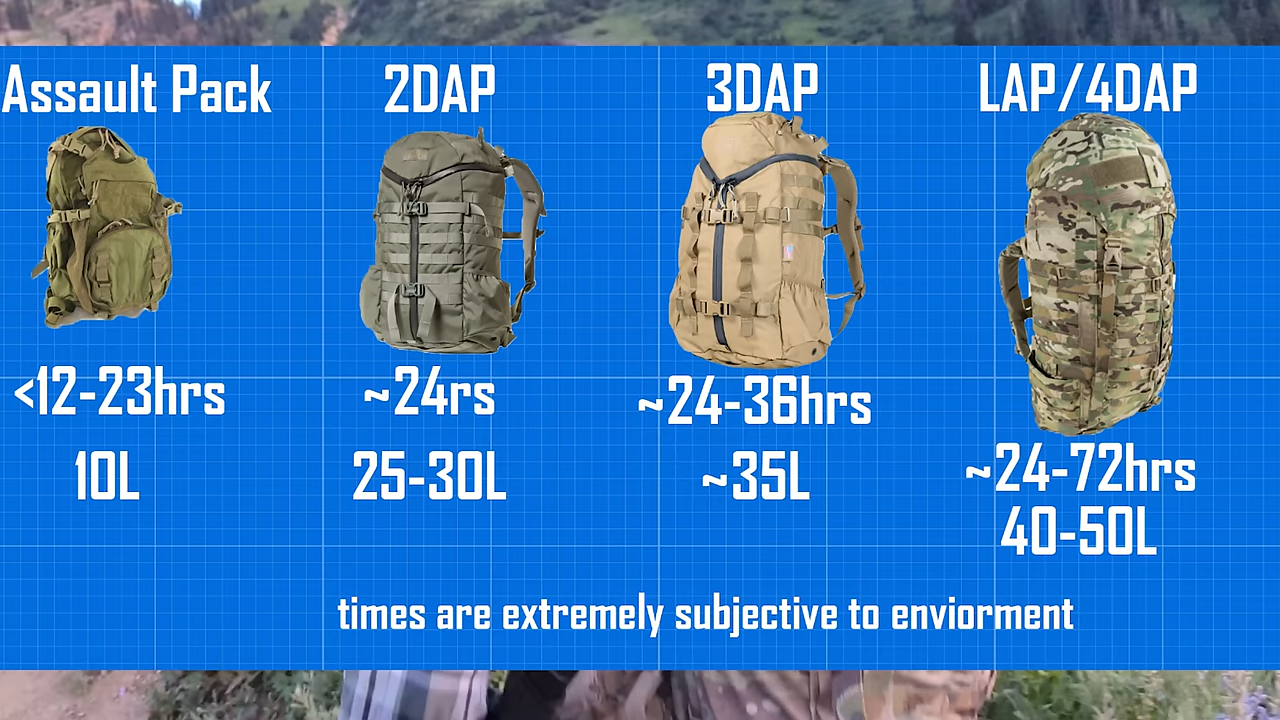 Assault Pack 2DAP 3DAP LAP/4DAP
<12-23hrs ~24rs ~24-36hrs ~24-72hrs
10L 25-30L ~35L 40-50L
times are extremely subjective to enviorment